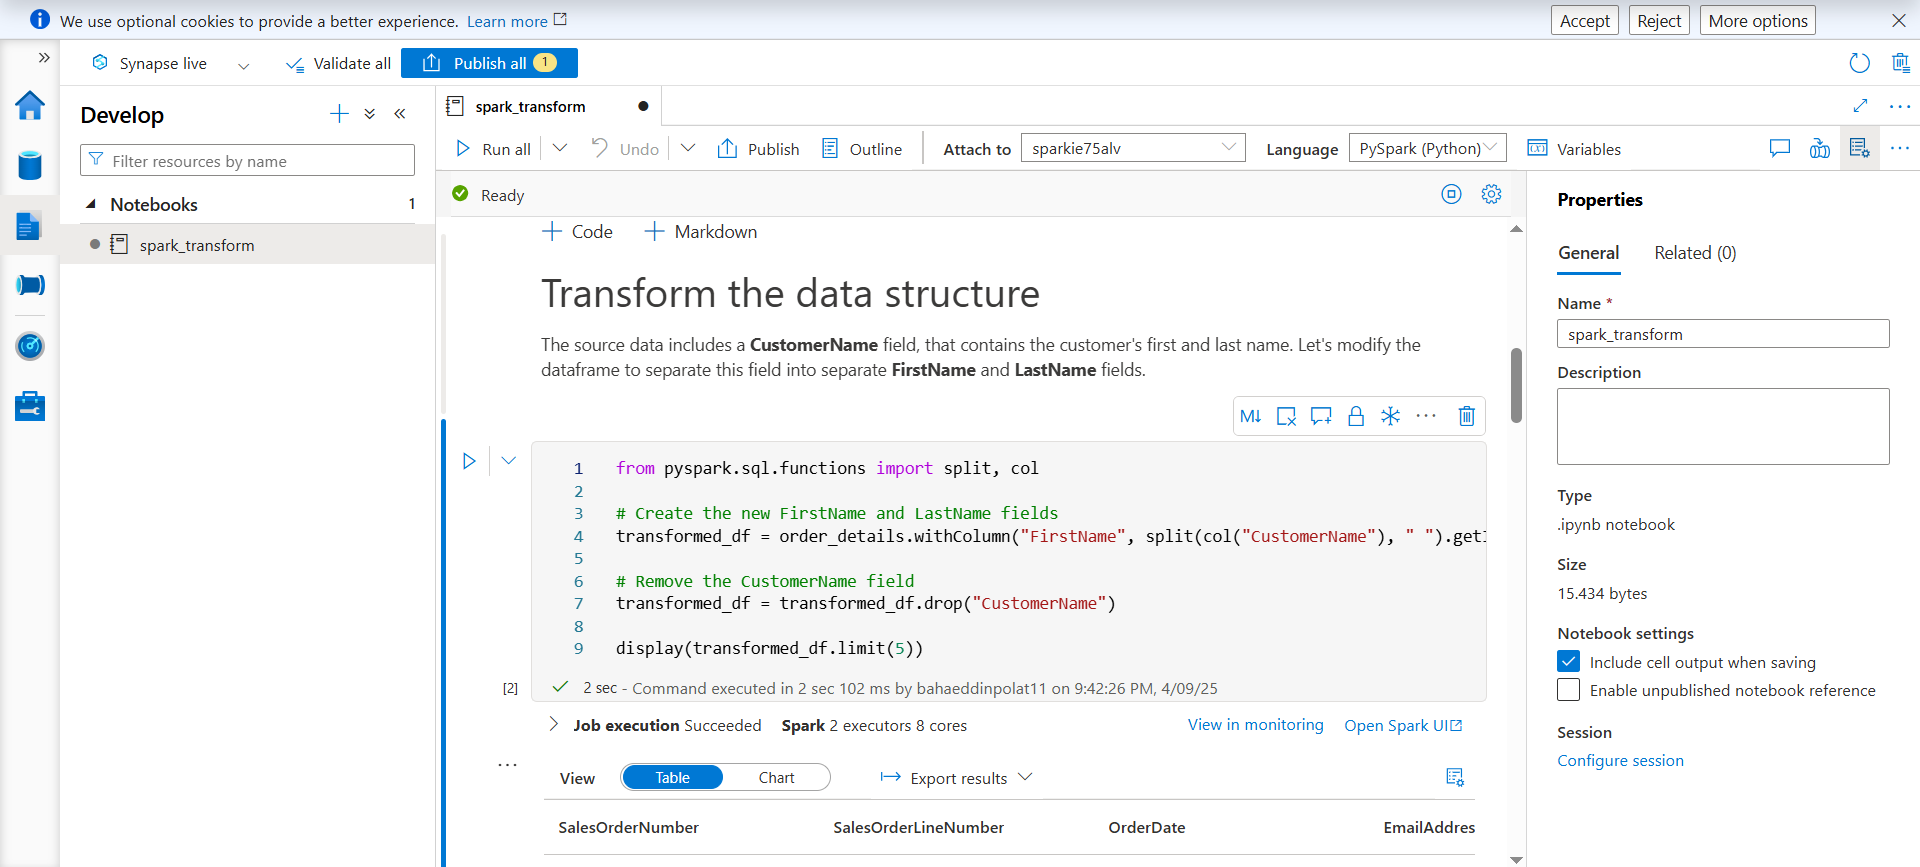 We use optional cookies to provide a better experience. Learn more
Accept
Reject
More options
Synapse live
Validate all
Publish all 1
Develop
Filter resources by name
Notebooks 1
spark_transform
spark_transform
Run all
Undo
Publish
Outline
Attach to
sparkie75alv
Language
PySpark (Python)
Variables
Ready
Code
Markdown
Transform the data structure
The source data includes a CustomerName field, that contains the customer's first and last name. Let's modify the
dataframe to separate this field into separate FirstName and LastName fields.
M↓
1 from pyspark.sql.functions import split, col
2
3 # Create the new FirstName and LastName fields
4 transformed_df = order_details.withColumn("FirstName", split(col("CustomerName"), " ").get
5
6 # Remove the CustomerName field
7 transformed_df = transformed_df.drop("CustomerName")
8
9 display(transformed_df.limit(5))
[2] 2 sec - Command executed in 2 sec 102 ms by bahaeddinpolat11 on 9:42:26 PM, 4/09/25
Job execution Succeeded Spark 2 executors 8 cores
View in monitoring
Open Spark UI
View
Table
Chart
Export results
SalesOrderNumber
SalesOrderLineNumber
OrderDate
EmailAddres
Properties
General
Related (0)
Name *
spark_transform
Description
Type
.ipynb notebook
Size
15.434 bytes
Notebook settings
Include cell output when saving
Enable unpublished notebook reference
Session
Configure session